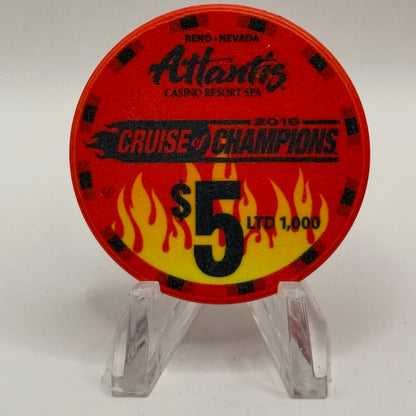 RENO • NEVADA
Atlantis
CASINO RESORT SPA
2016
CRUISE of CHAMPIONS
$5
LTD 1,000